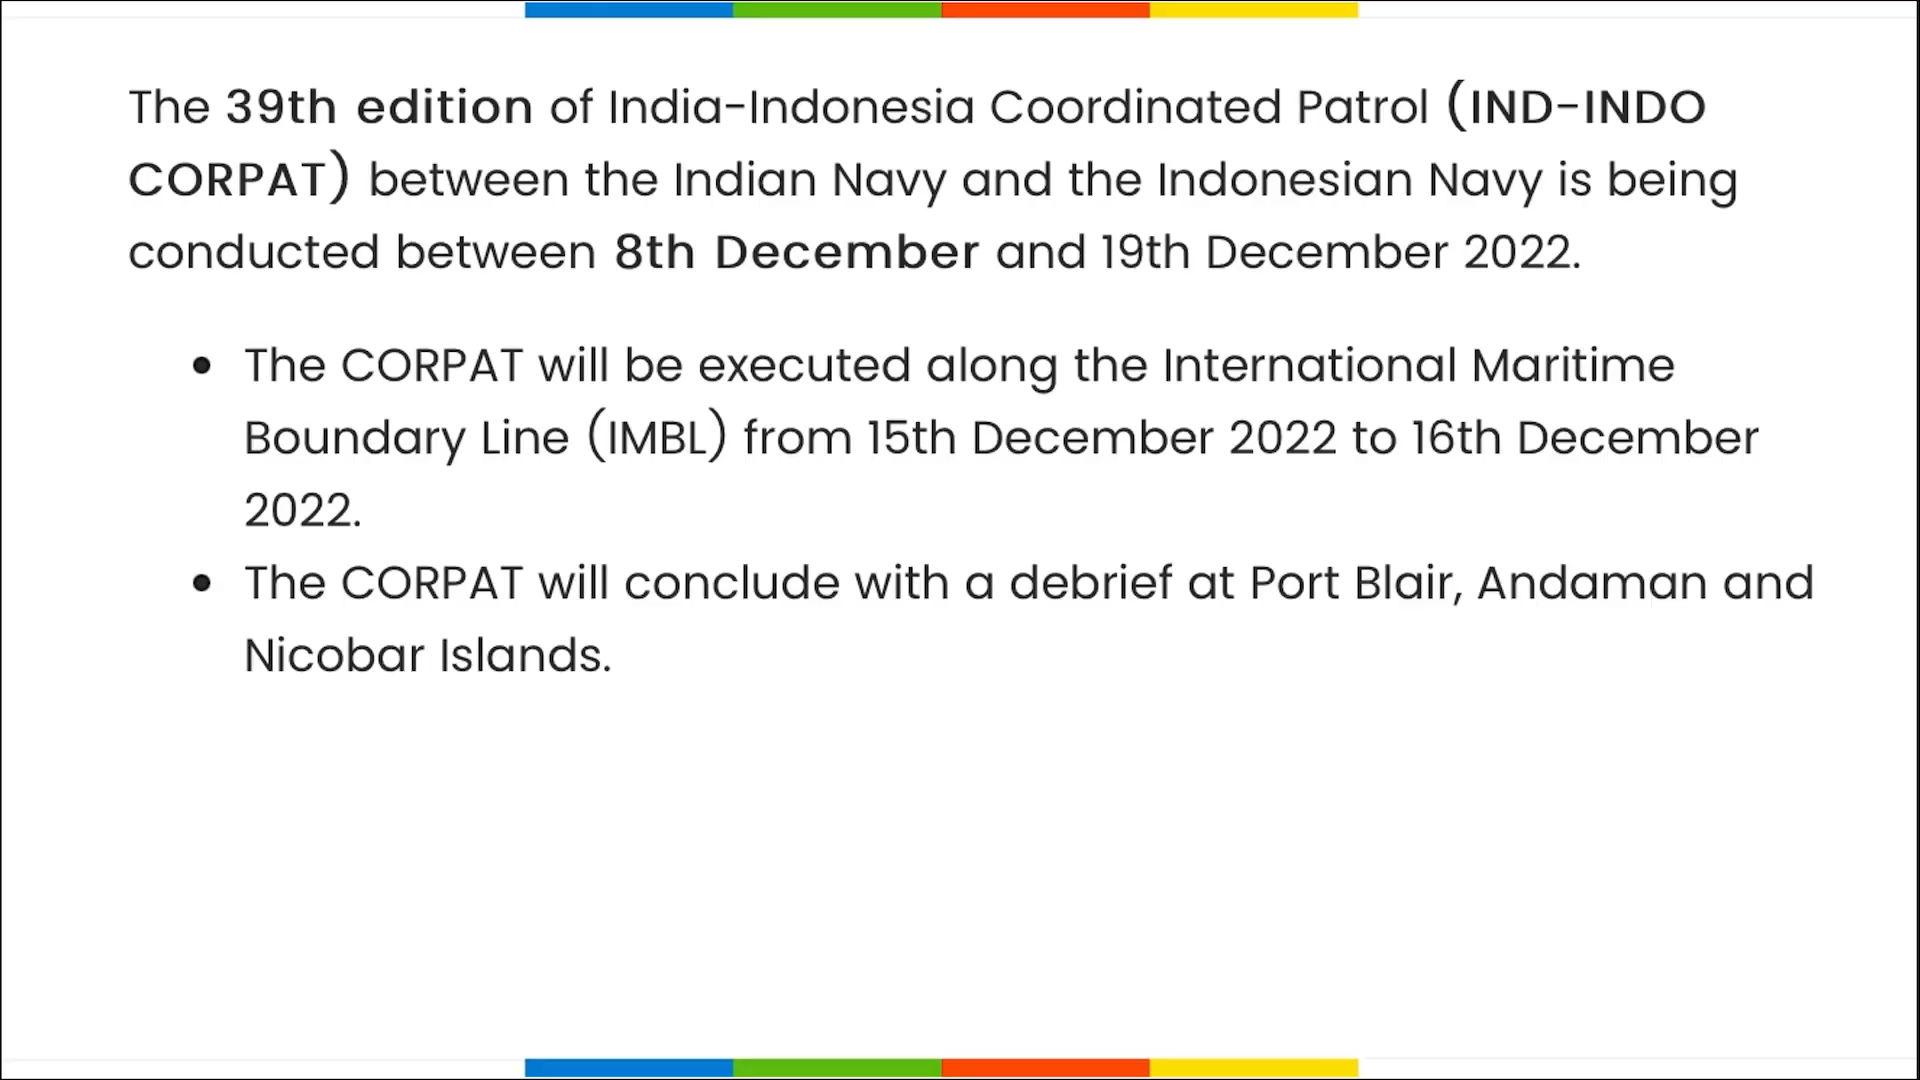 The 39th edition of India-Indonesia Coordinated Patrol (IND-INDO
CORPAT) between the Indian Navy and the Indonesian Navy is being
conducted between 8th December and 19th December 2022.
• The CORPAT will be executed along the International Maritime
Boundary Line (IMBL) from 15th December 2022 to 16th December
2022.
• The CORPAT will conclude with a debrief at Port Blair, Andaman and
Nicobar Islands.